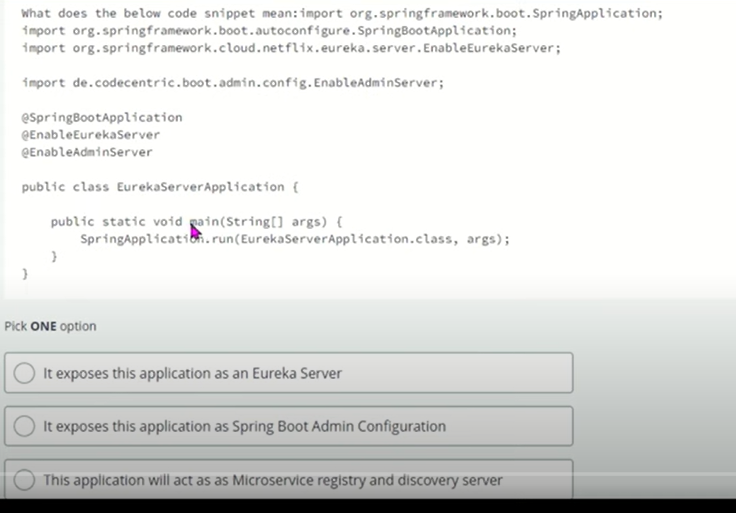 What does the below code snippet mean:import org.springframework.boot.SpringApplication;
import org.springframework.boot.autoconfigure.SpringBootApplication;
import org.springframework.cloud.netflix.eureka.server.EnableEurekaServer;
import de.codecentric.boot.admin.config.EnableAdminServer;
@SpringBootApplication
@EnableEurekaServer
@EnableAdminServer
public class EurekaServerApplication {
public static void main(String[] args) {
SpringApplication.run(EurekaServerApplication.class, args);
}
}
Pick ONE option
It exposes this application as an Eureka Server
It exposes this application as Spring Boot Admin Configuration
This application will act as as Microservice registry and discovery server